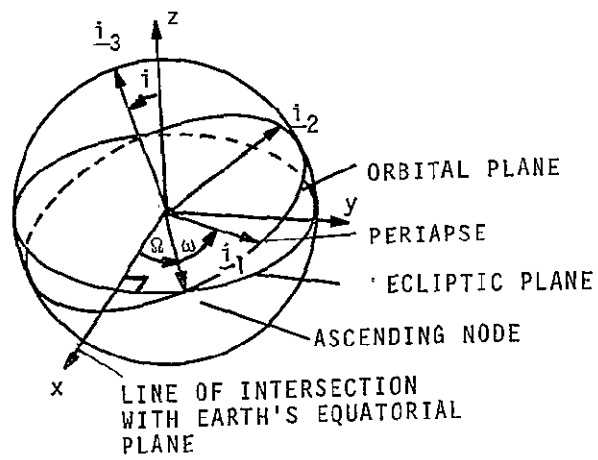 z
i3
i
i2
ORBITAL PLANE
y
PERIAPSE
Ω
ω
i1
ECLIPTIC PLANE
ASCENDING NODE
x
LINE OF INTERSECTION
WITH EARTH'S EQUATORIAL
PLANE